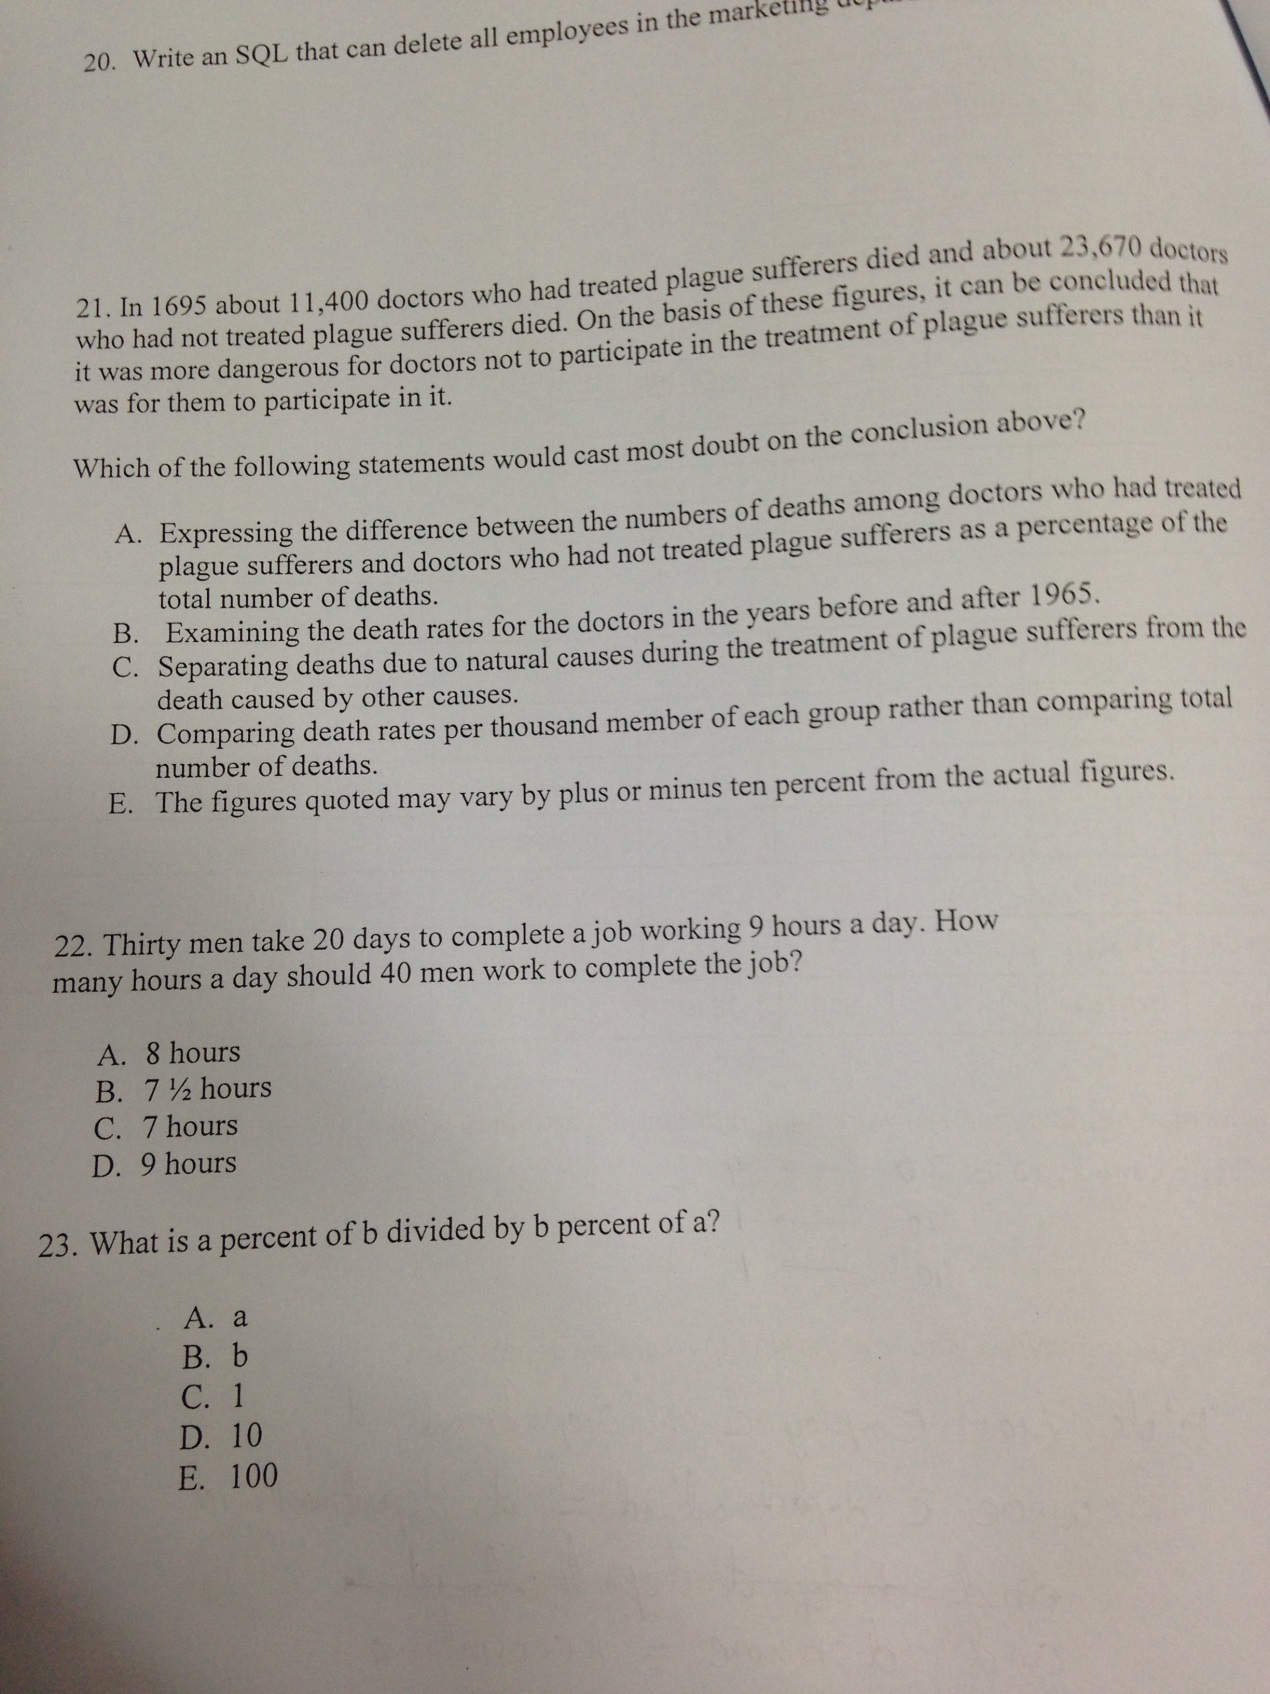 20. Write an SQL that can delete all employees in the marketing
21. In 1695 about 11,400 doctors who had treated plague sufferers died and about 23,670 doctors
who had not treated plague sufferers died. On the basis of these figures, it can be concluded that
it was more dangerous for doctors not to participate in the treatment of plague sufferers than it
was for them to participate in it.
Which of the following statements would cast most doubt on the conclusion above?
A. Expressing the difference between the numbers of deaths among doctors who had treated
plague sufferers and doctors who had not treated plague sufferers as a percentage of the
total number of deaths.
B. Examining the death rates for the doctors in the years before and after 1965.
C. Separating deaths due to natural causes during the treatment of plague sufferers from the
death caused by other causes.
D. Comparing death rates per thousand member of each group rather than comparing total
number of deaths.
E. The figures quoted may vary by plus or minus ten percent from the actual figures.
22. Thirty men take 20 days to complete a job working 9 hours a day. How
many hours a day should 40 men work to complete the job?
A. 8 hours
B. 7 ½ hours
C. 7 hours
D. 9 hours
23. What is a percent of b divided by b percent of a?
A. a
B. b
C. 1
D. 10
E. 100